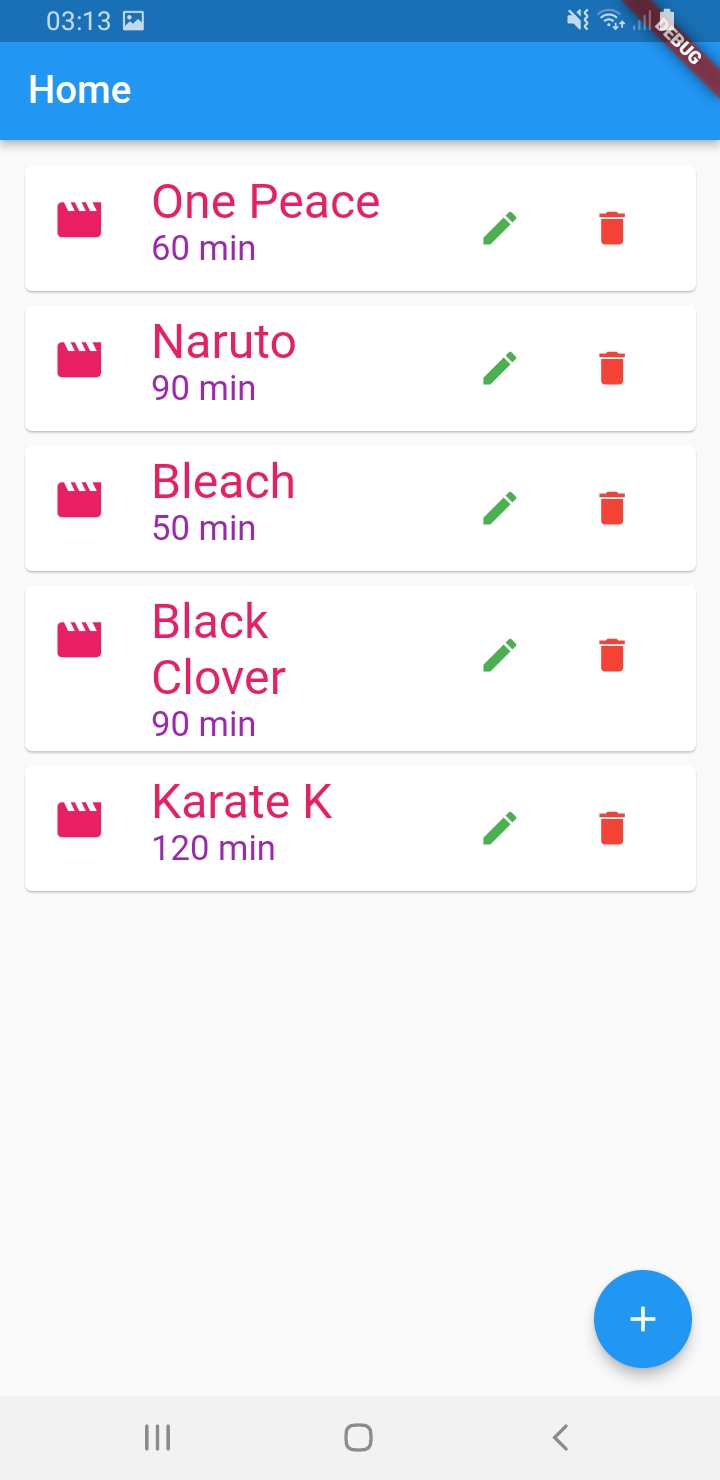 03:13
DEBUG
Home
One Peace
60 min
Naruto
90 min
Bleach
50 min
Black
Clover
90 min
Karate K
120 min